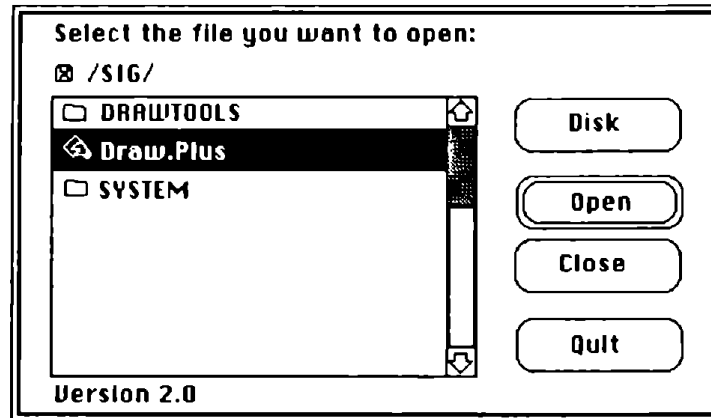 Select the file you want to open:
/SIG/
DRAWTOOLS
Draw.Plus
SYSTEM
Disk
Open
Close
Quit
Version 2.0